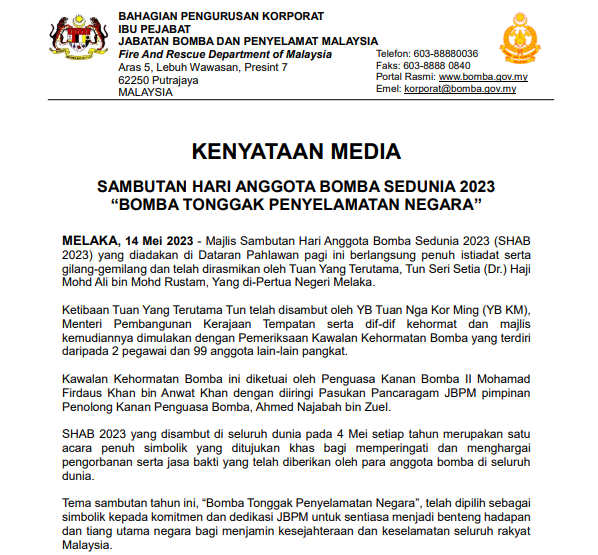 BAHAGIAN PENGURUSAN KORPORAT
IBU PEJABAT
JABATAN BOMBA DAN PENYELAMAT MALAYSIA
Fire And Rescue Department of Malaysia
Aras 5, Lebuh Wawasan, Presint 7
62250 Putrajaya
MALAYSIA
Telefon: 603-88880036
Faks: 603-8888 0840
Portal Rasmi: www.bomba.gov.my
Emel: korporat@bomba.gov.my
KENYATAAN MEDIA
SAMBUTAN HARI ANGGOTA BOMBA SEDUNIA 2023
“BOMBA TONGGAK PENYELAMATAN NEGARA”
MELAKA, 14 Mei 2023 - Majlis Sambutan Hari Anggota Bomba Sedunia 2023 (SHAB
2023) yang diadakan di Dataran Pahlawan pagi ini berlangsung penuh istiadat serta
gilang-gemilang dan telah dirasmikan oleh Tuan Yang Terutama, Tun Seri Setia (Dr.) Haji
Mohd Ali bin Mohd Rustam, Yang di-Pertua Negeri Melaka.
Ketibaan Tuan Yang Terutama Tun telah disambut oleh YB Tuan Nga Kor Ming (YB KM),
Menteri Pembangunan Kerajaan Tempatan serta dif-dif kehormat dan majlis
kemudiannya dimulakan dengan Pemeriksaan Kawalan Kehormatan Bomba yang terdiri
daripada 2 pegawai dan 99 anggota lain-lain pangkat.
Kawalan Kehormatan Bomba ini diketuai oleh Penguasa Kanan Bomba II Mohamad
Firdaus Khan bin Anwat Khan dengan diiringi Pasukan Pancaragam JBPM pimpinan
Penolong Kanan Penguasa Bomba, Ahmed Najabah bin Zuel.
SHAB 2023 yang disambut di seluruh dunia pada 4 Mei setiap tahun merupakan satu
acara penuh simbolik yang ditujukan khas bagi memperingati dan menghargai
pengorbanan serta jasa bakti yang telah diberikan oleh para anggota bomba di seluruh
dunia.
Tema sambutan tahun ini, “Bomba Tonggak Penyelamatan Negara”, telah dipilih sebagai
simbolik kepada komitmen dan dedikasi JBPM untuk sentiasa menjadi benteng hadapan
dan tiang utama negara bagi menjamin kesejahteraan dan keselamatan seluruh rakyat
Malaysia.